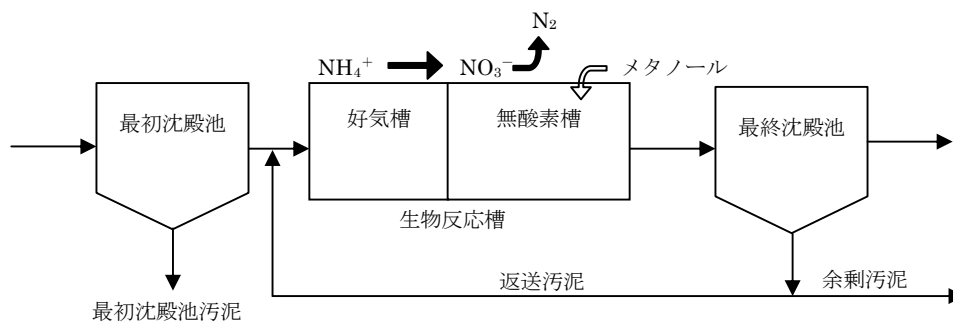 N₂
NH₄⁺
NO₃⁻
メタノール
最初沈殿池
好気槽
無酸素槽
最終沈殿池
生物反応槽
返送汚泥
余剰汚泥
最初沈殿池汚泥